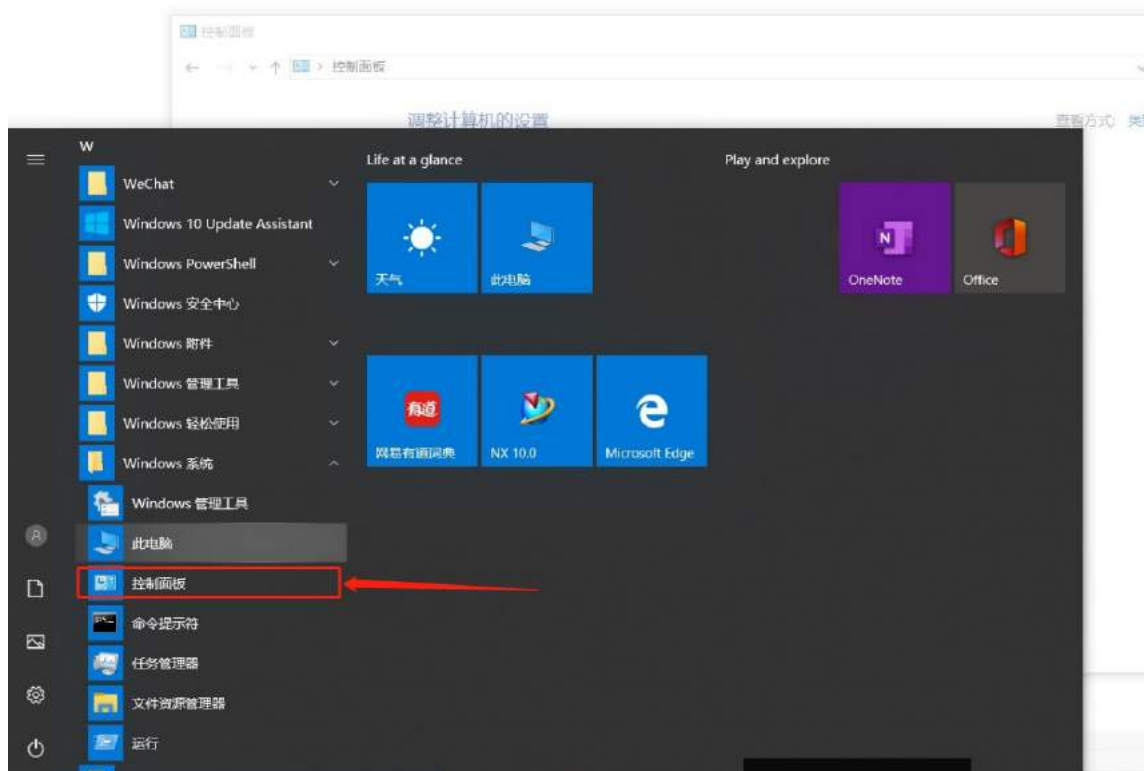 控制面板
控制面板
调整计算机的设置
查看方式:
W
WeChat
Windows 10 Update Assistant
Windows PowerShell
Windows 安全中心
Windows 附件
Windows 管理工具
Windows 轻松使用
Windows 系统
Windows 管理工具
此电脑
控制面板
命令提示符
任务管理器
文件资源管理器
运行
Life at a glance
天气
此电脑
有道
网易有道词典
NX 10.0
Microsoft Edge
Play and explore
N
OneNote
Office